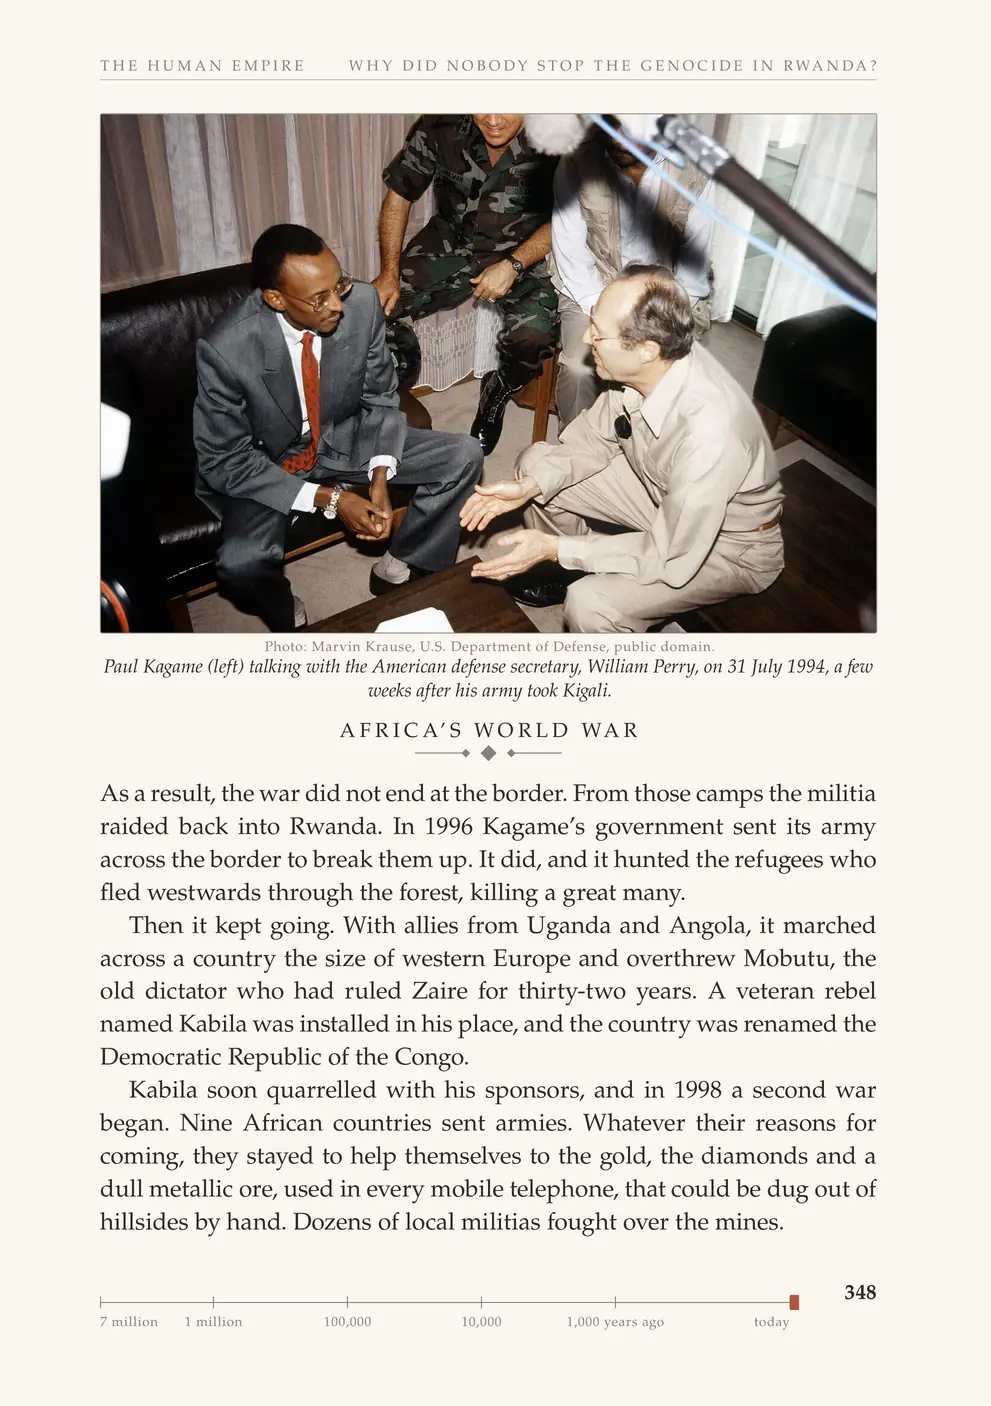 THE HUMAN EMPIRE WHY DID NOBODY STOP THE GENOCIDE IN RWANDA?
Photo: Marvin Krause, U.S. Department of Defense, public domain.
Paul Kagame (left) talking with the American defense secretary, William Perry, on 31 July 1994, a few
weeks after his army took Kigali.
AFRICA’S WORLD WAR
As a result, the war did not end at the border. From those camps the militia
raided back into Rwanda. In 1996 Kagame’s government sent its army
across the border to break them up. It did, and it hunted the refugees who
fled westwards through the forest, killing a great many.
Then it kept going. With allies from Uganda and Angola, it marched
across a country the size of western Europe and overthrew Mobutu, the
old dictator who had ruled Zaire for thirty-two years. A veteran rebel
named Kabila was installed in his place, and the country was renamed the
Democratic Republic of the Congo.
Kabila soon quarrelled with his sponsors, and in 1998 a second war
began. Nine African countries sent armies. Whatever their reasons for
coming, they stayed to help themselves to the gold, the diamonds and a
dull metallic ore, used in every mobile telephone, that could be dug out of
hillsides by hand. Dozens of local militias fought over the mines.
348
7 million 1 million 100,000 10,000 1,000 years ago today